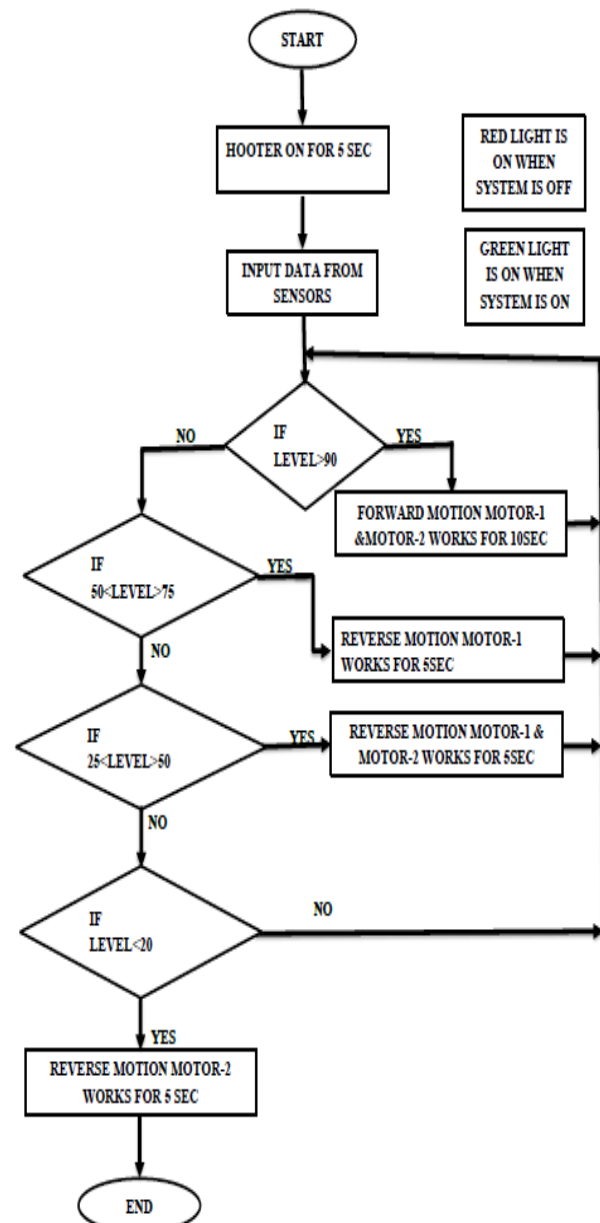 START
HOOTER ON FOR 5 SEC
RED LIGHT IS
ON WHEN
SYSTEM IS OFF
GREEN LIGHT
IS ON WHEN
SYSTEM IS ON
INPUT DATA FROM
SENSORS
IF
LEVEL>90
NO
YES
FORWARD MOTION MOTOR-1
&MOTOR-2 WORKS FOR 10SEC
IF
50<LEVEL>75
YES
REVERSE MOTION MOTOR-1
WORKS FOR 5SEC
NO
IF
25<LEVEL>50
YES
REVERSE MOTION MOTOR-1 &
MOTOR-2 WORKS FOR 5SEC
NO
IF
LEVEL<20
NO
YES
REVERSE MOTION MOTOR-2
WORKS FOR 5 SEC
END